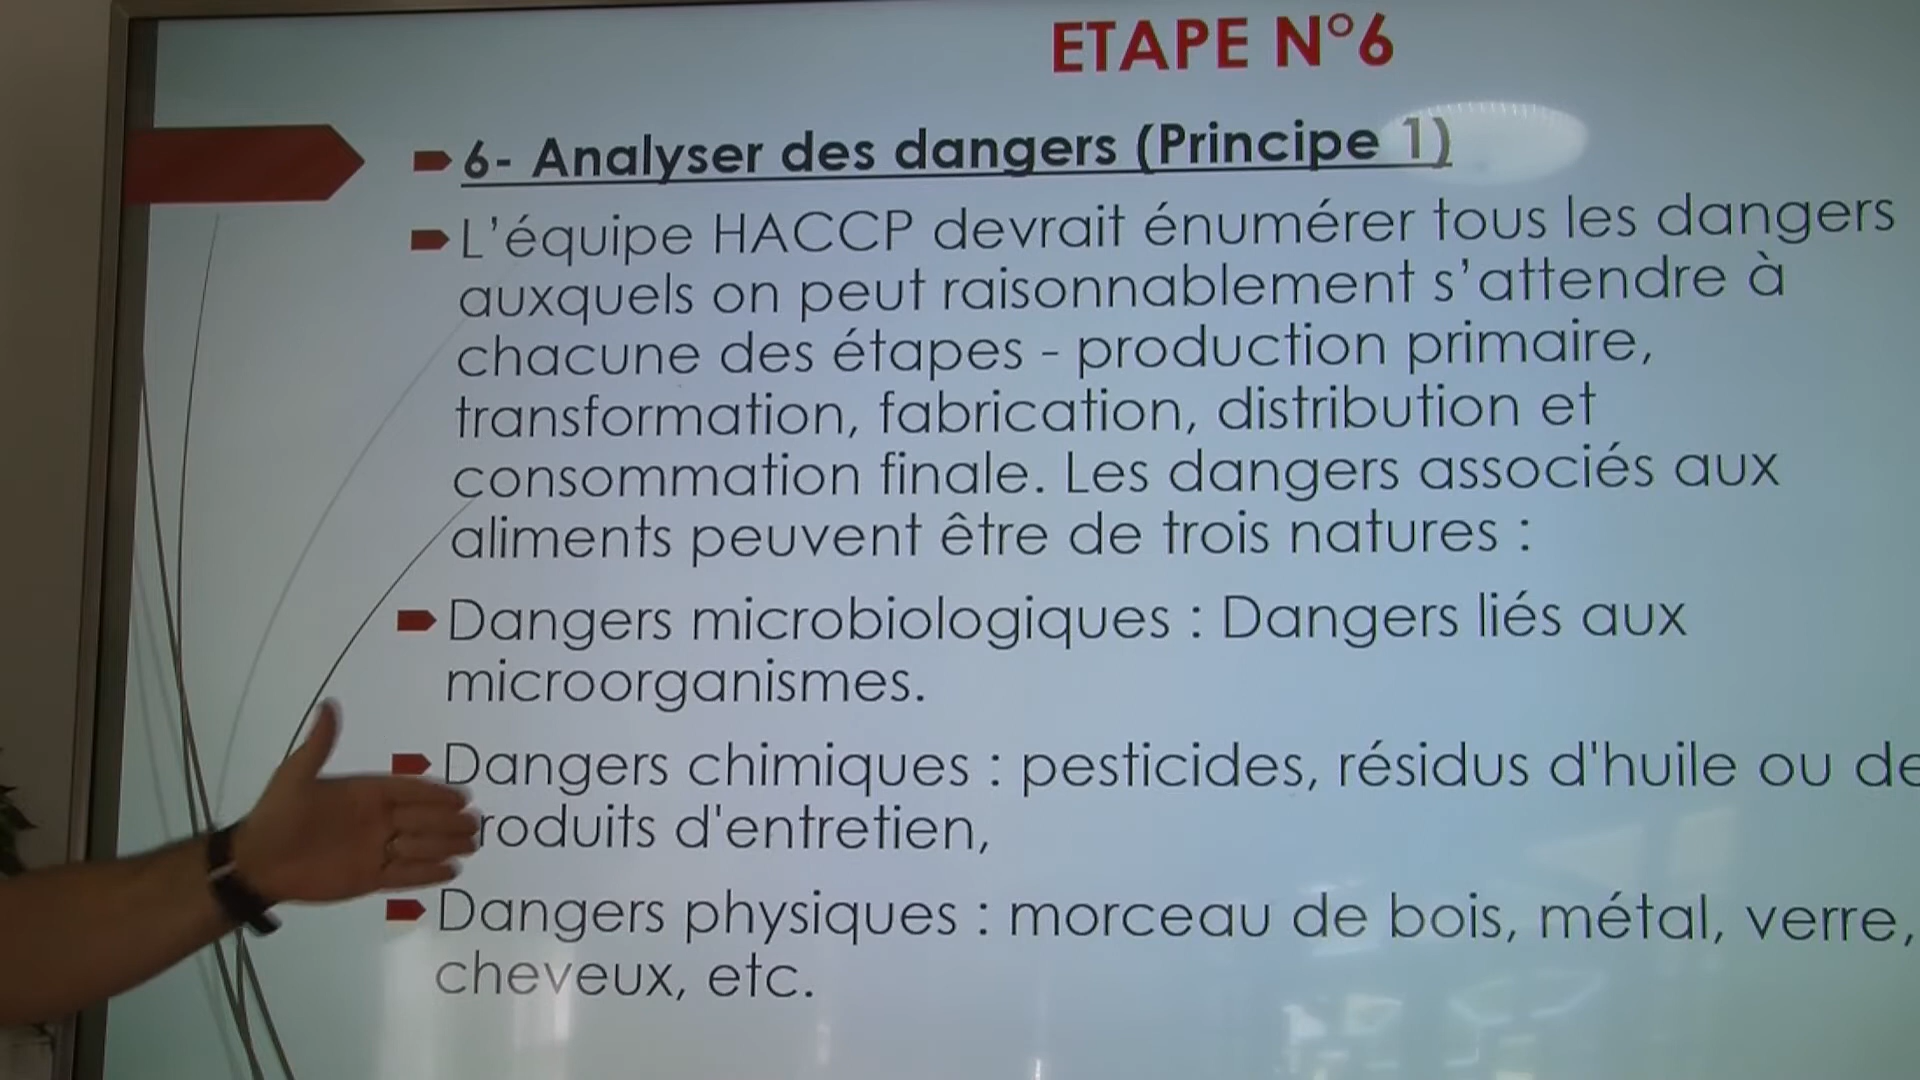 ETAPE N°6
6- Analyser des dangers (Principe 1)
L'équipe HACCP devrait énumérer tous les dangers
auxquels on peut raisonnablement s'attendre à
chacune des étapes - production primaire,
transformation, fabrication, distribution et
consommation finale. Les dangers associés aux
aliments peuvent être de trois natures :
Dangers microbiologiques : Dangers liés aux
microorganismes.
Dangers chimiques : pesticides, résidus d'huile ou de
roduits d'entretien,
Dangers physiques : morceau de bois, métal, verre,
cheveux, etc.